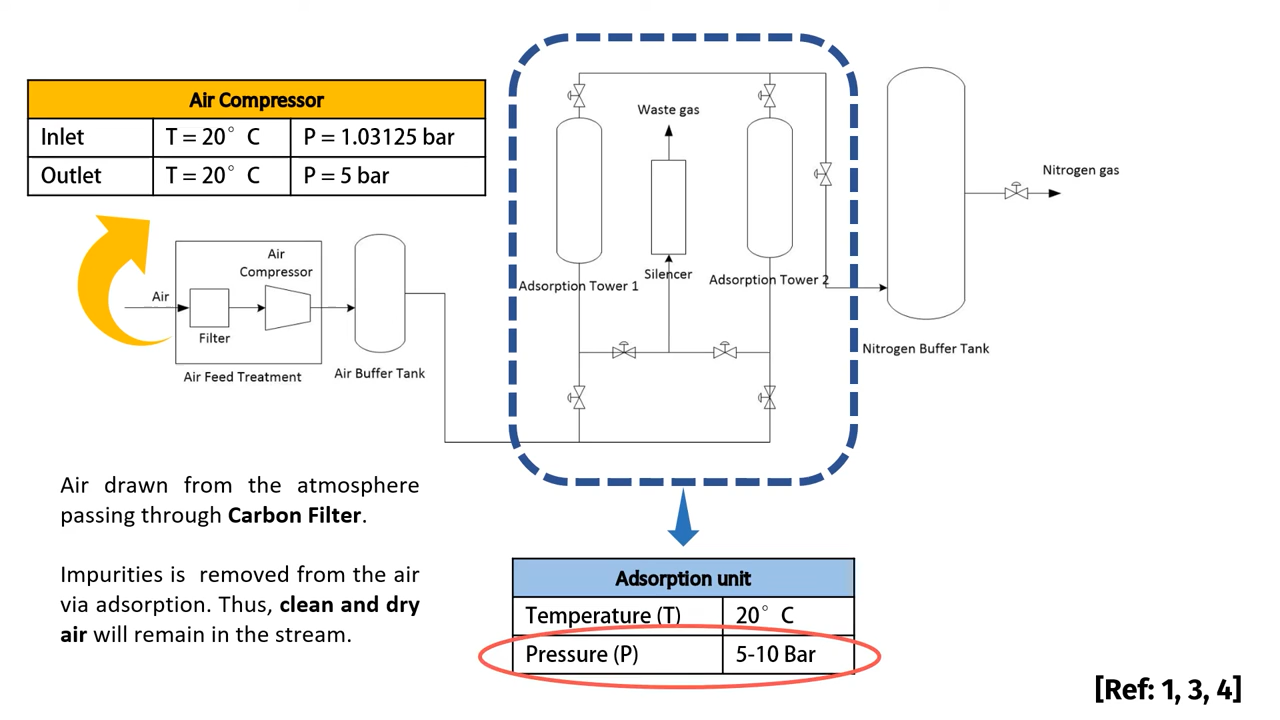 Air Compressor
Inlet T = 20° C P = 1.03125 bar
Outlet T = 20° C P = 5 bar
Waste gas
Nitrogen gas
Air
Compressor
Air
Filter
Air Feed Treatment
Air Buffer Tank
Adsorption Tower 1
Silencer
Adsorption Tower 2
Nitrogen Buffer Tank
Air drawn from the atmosphere
passing through Carbon Filter.
Impurities is removed from the air
via adsorption. Thus, clean and dry
air will remain in the stream.
Adsorption unit
Temperature (T) 20° C
Pressure (P) 5-10 Bar
[Ref: 1, 3, 4]